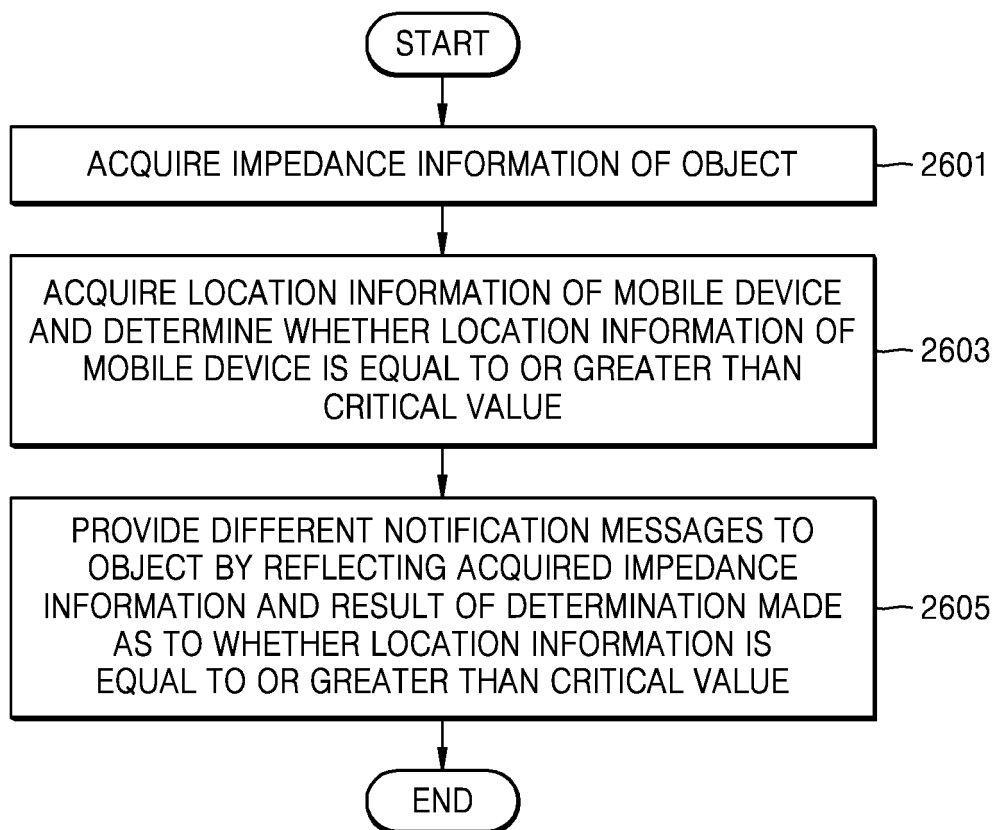 START
ACQUIRE IMPEDANCE INFORMATION OF OBJECT
2601
ACQUIRE LOCATION INFORMATION OF MOBILE DEVICE
AND DETERMINE WHETHER LOCATION INFORMATION OF
MOBILE DEVICE IS EQUAL TO OR GREATER THAN
CRITICAL VALUE
2603
PROVIDE DIFFERENT NOTIFICATION MESSAGES TO
OBJECT BY REFLECTING ACQUIRED IMPEDANCE
INFORMATION AND RESULT OF DETERMINATION MADE
AS TO WHETHER LOCATION INFORMATION IS
EQUAL TO OR GREATER THAN CRITICAL VALUE
2605
END